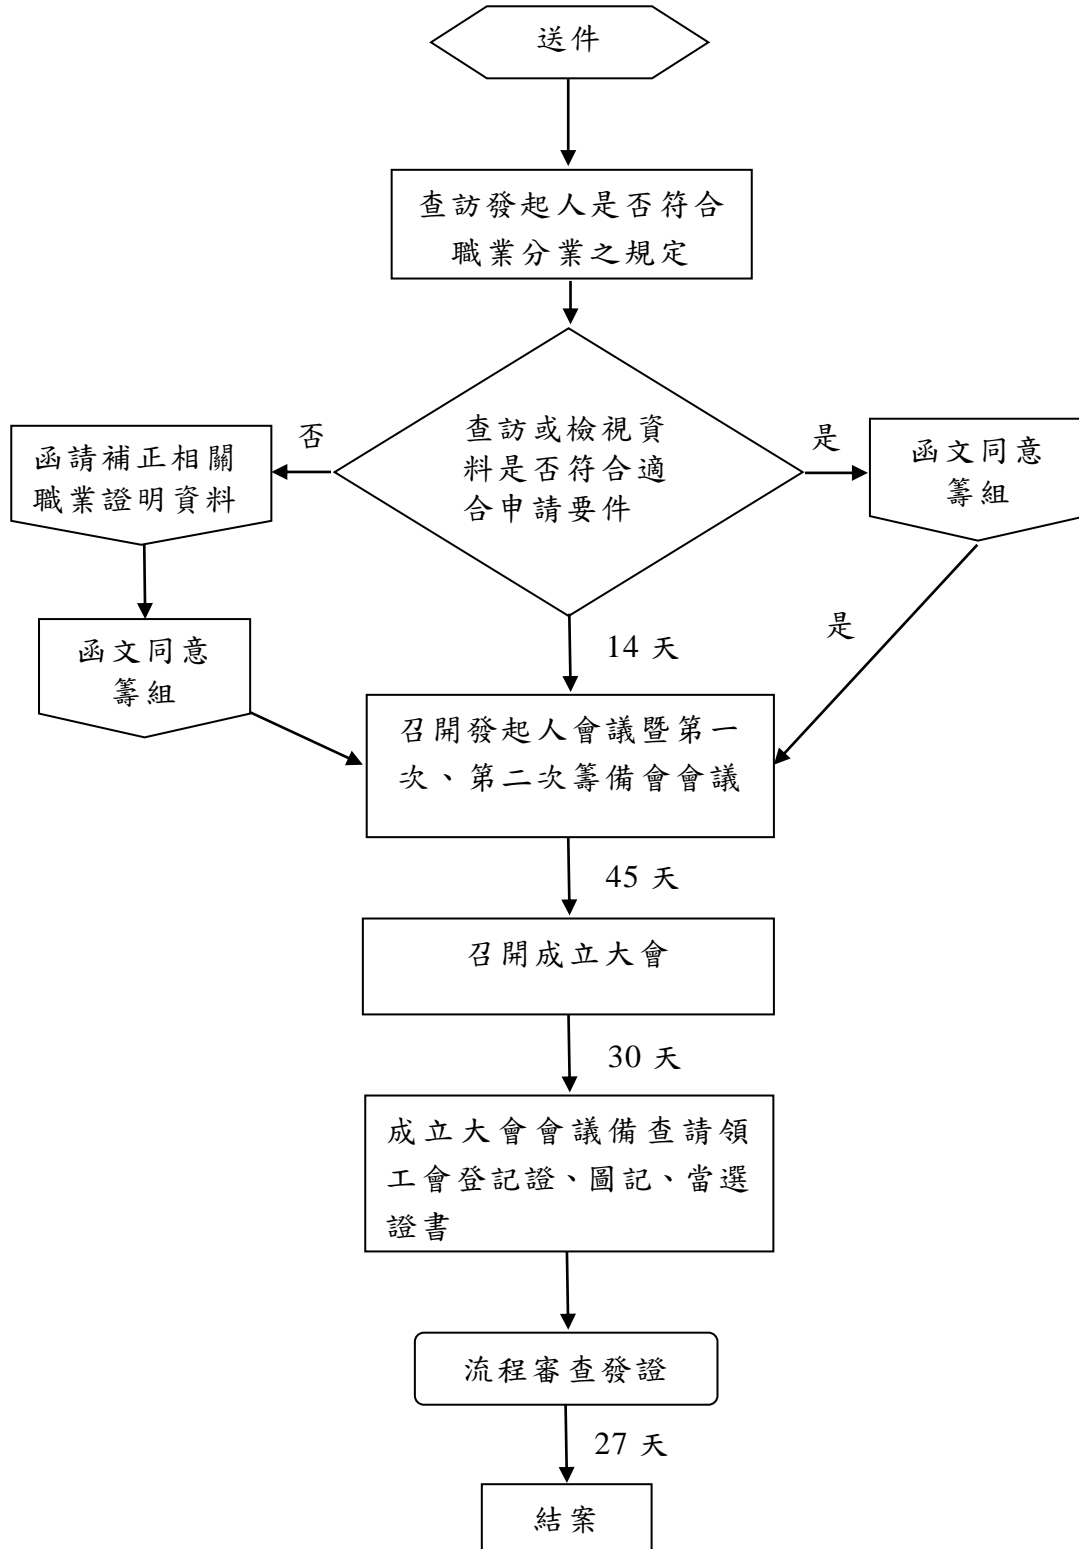 送件
查訪發起人是否符合
職業分業之規定
查訪或檢視資
料是否符合適
合申請要件
否
函請補正相關
職業證明資料
是
函文同意
籌組
函文同意
籌組
14 天
是
召開發起人會議暨第一
次、第二次籌備會會議
45 天
召開成立大會
30 天
成立大會會議備查請領
工會登記證、圖記、當選
證書
流程審查發證
27 天
結案